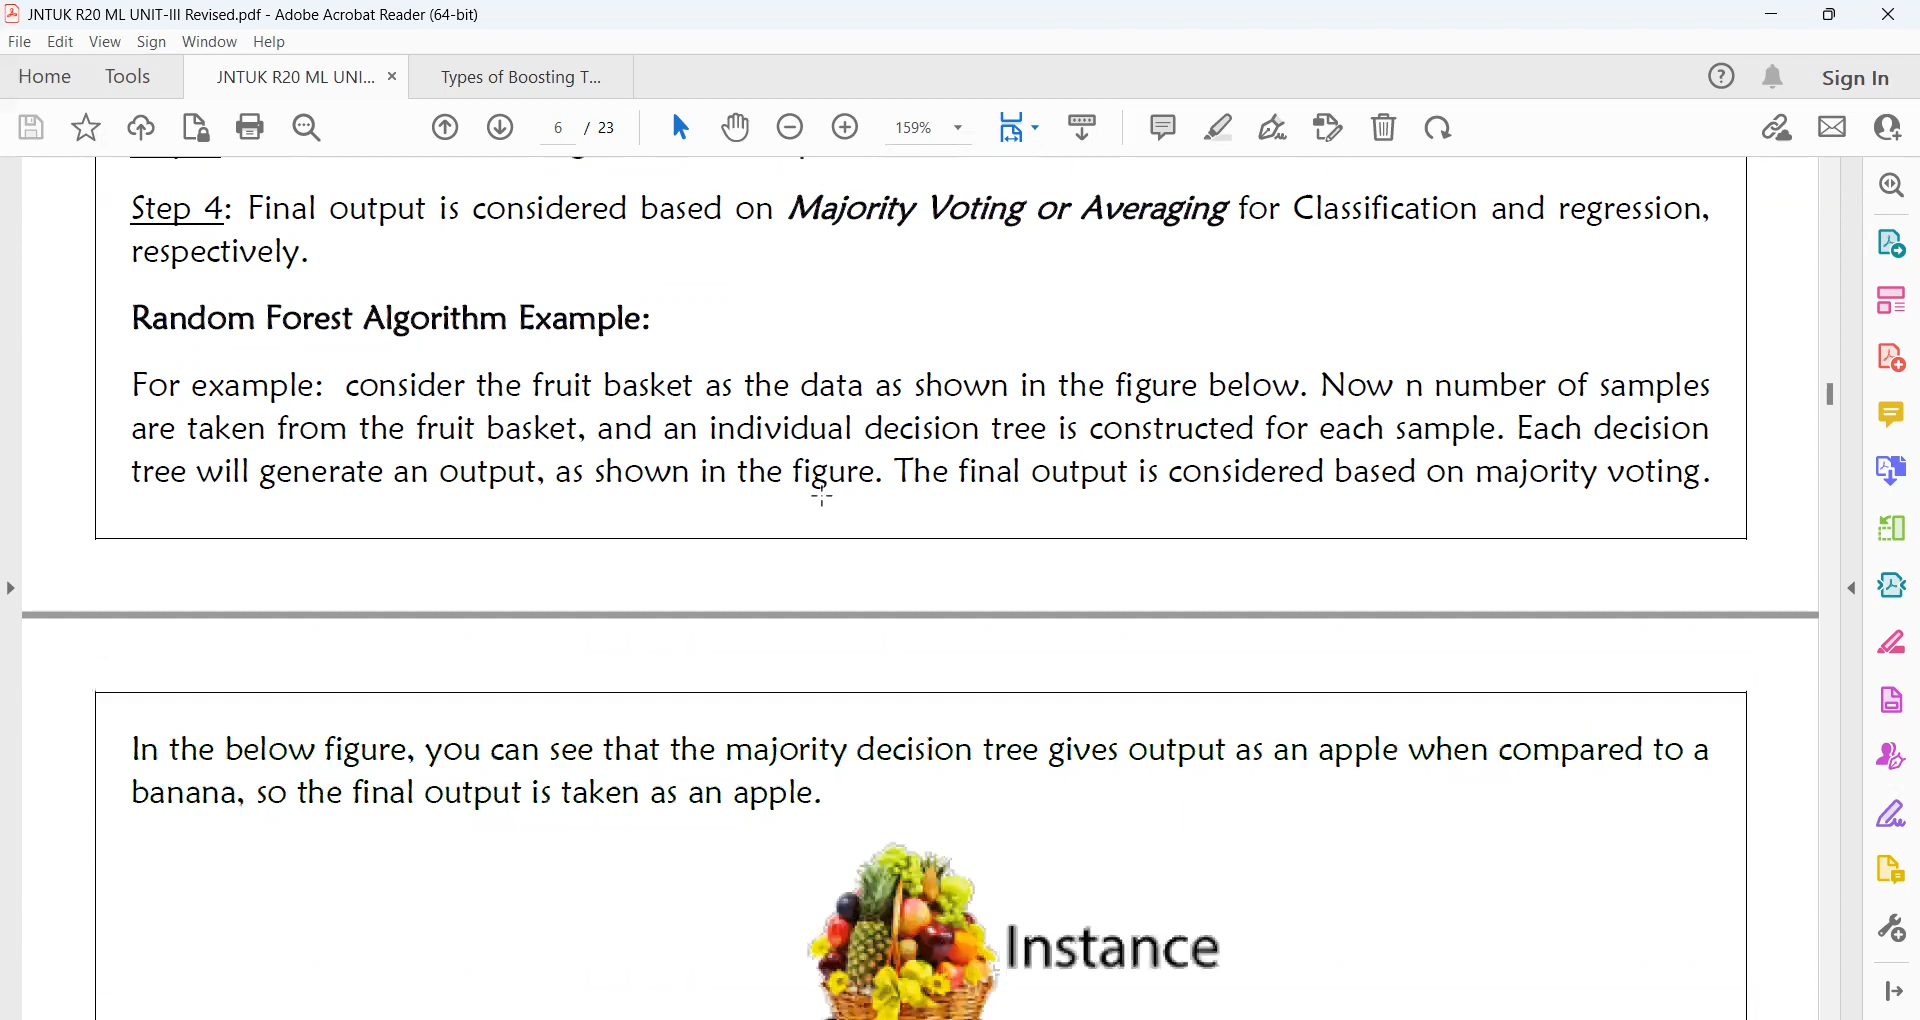 JNTUK R20 ML UNIT-III Revised.pdf - Adobe Acrobat Reader (64-bit)
File Edit View Sign Window Help
Home Tools JNTUK R20 ML UNI... × Types of Boosting T... Sign In
6 / 23 159%
Step 4: Final output is considered based on Majority Voting or Averaging for Classification and regression,
respectively.
Random Forest Algorithm Example:
For example: consider the fruit basket as the data as shown in the figure below. Now n number of samples
are taken from the fruit basket, and an individual decision tree is constructed for each sample. Each decision
tree will generate an output, as shown in the figure. The final output is considered based on majority voting.
In the below figure, you can see that the majority decision tree gives output as an apple when compared to a
banana, so the final output is taken as an apple.
Instance